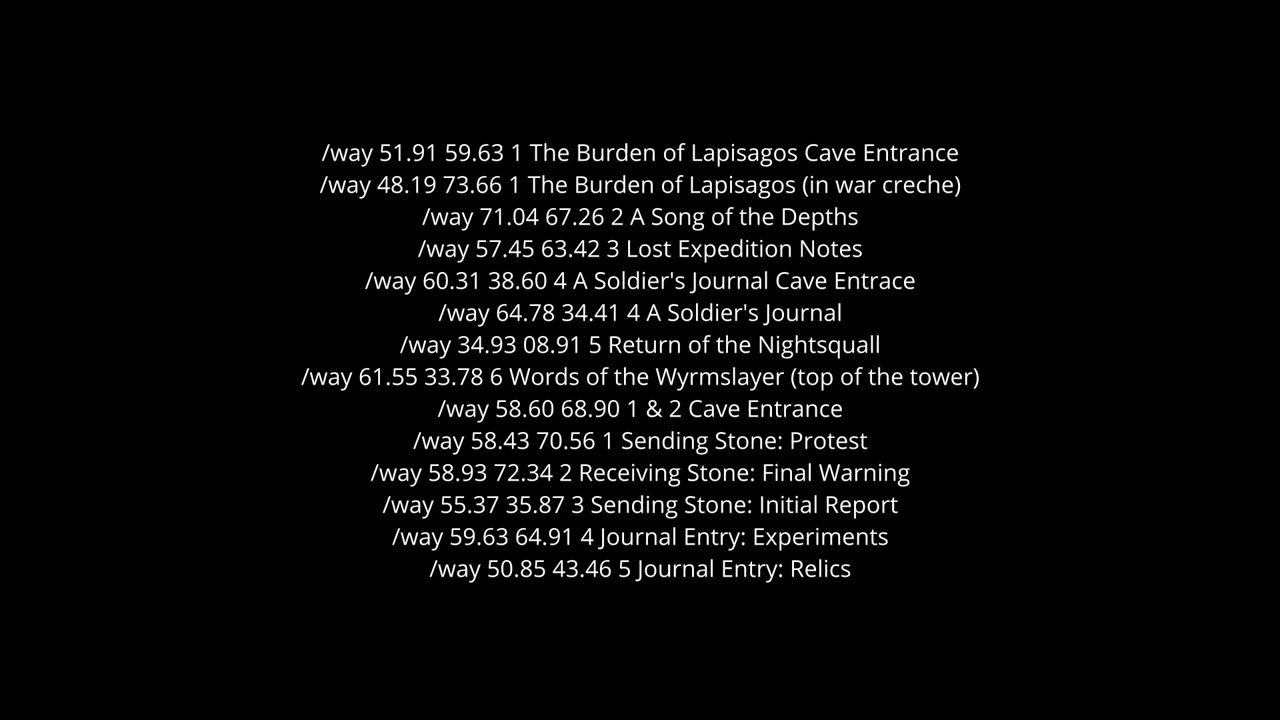 /way 51.91 59.63 1 The Burden of Lapisagos Cave Entrance
/way 48.19 73.66 1 The Burden of Lapisagos (in war creche)
/way 71.04 67.26 2 A Song of the Depths
/way 57.45 63.42 3 Lost Expedition Notes
/way 60.31 38.60 4 A Soldier's Journal Cave Entrace
/way 64.78 34.41 4 A Soldier's Journal
/way 34.93 08.91 5 Return of the Nightsquall
/way 61.55 33.78 6 Words of the Wyrmslayer (top of the tower)
/way 58.60 68.90 1 & 2 Cave Entrance
/way 58.43 70.56 1 Sending Stone: Protest
/way 58.93 72.34 2 Receiving Stone: Final Warning
/way 55.37 35.87 3 Sending Stone: Initial Report
/way 59.63 64.91 4 Journal Entry: Experiments
/way 50.85 43.46 5 Journal Entry: Relics